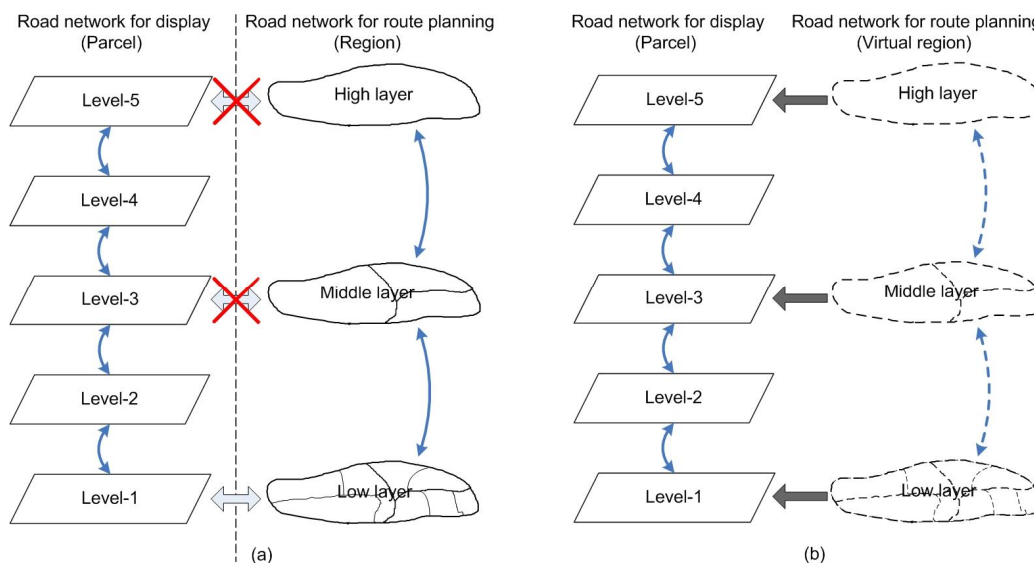 Road network for display
(Parcel)
Road network for route planning
(Region)
Level-5
High layer
Level-4
Level-3
Middle layer
Level-2
Level-1
Low layer
(a)
Road network for display
(Parcel)
Road network for route planning
(Virtual region)
Level-5
High layer
Level-4
Level-3
Middle layer
Level-2
Level-1
Low layer
(b)